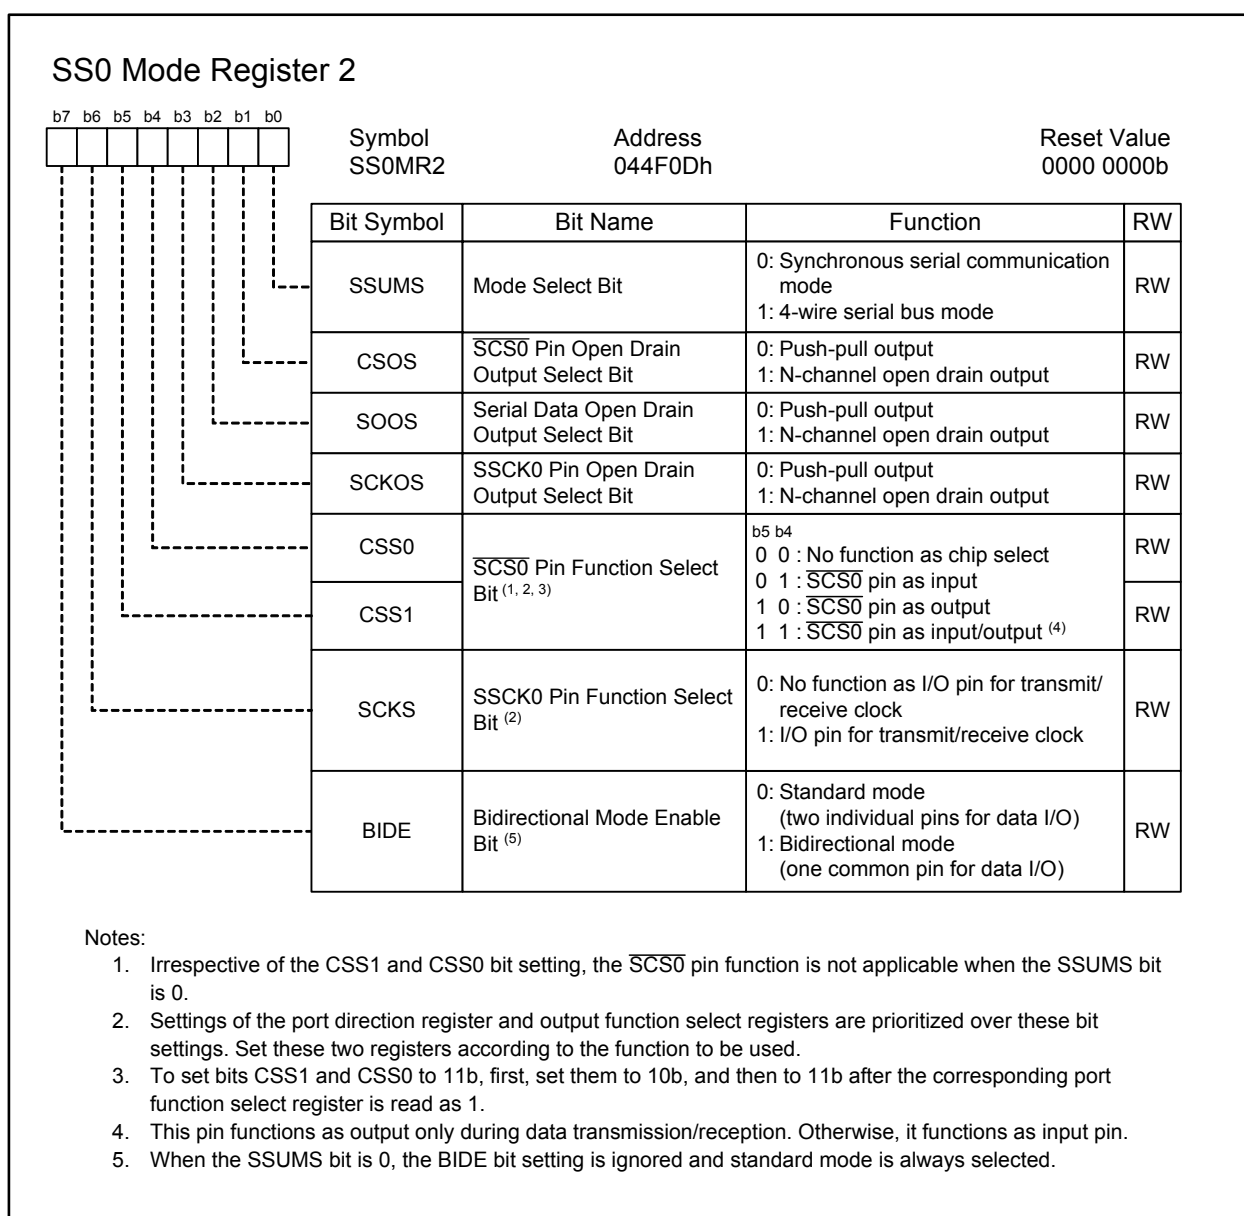 SS0 Mode Register 2
b7 b6 b5 b4 b3 b2 b1 b0
Symbol Address Reset Value
SS0MR2 044F0Dh 0000 0000b
Bit Symbol Bit Name Function RW
SSUMS Mode Select Bit 0: Synchronous serial communication
mode
1: 4-wire serial bus mode RW
CSOS S̅C̅S̅0̅ Pin Open Drain
Output Select Bit 0: Push-pull output
1: N-channel open drain output RW
SOOS Serial Data Open Drain
Output Select Bit 0: Push-pull output
1: N-channel open drain output RW
SCKOS SSCK0 Pin Open Drain
Output Select Bit 0: Push-pull output
1: N-channel open drain output RW
CSS0 S̅C̅S̅0̅ Pin Function Select
Bit (1, 2, 3) b5 b4
0 0 : No function as chip select
0 1 : S̅C̅S̅0̅ pin as input RW
CSS1 1 0 : S̅C̅S̅0̅ pin as output
1 1 : S̅C̅S̅0̅ pin as input/output (4) RW
SCKS SSCK0 Pin Function Select
Bit (2) 0: No function as I/O pin for transmit/
receive clock
1: I/O pin for transmit/receive clock RW
BIDE Bidirectional Mode Enable
Bit (5) 0: Standard mode
(two individual pins for data I/O)
1: Bidirectional mode
(one common pin for data I/O) RW
Notes:
1. Irrespective of the CSS1 and CSS0 bit setting, the S̅C̅S̅0̅ pin function is not applicable when the SSUMS bit
is 0.
2. Settings of the port direction register and output function select registers are prioritized over these bit
settings. Set these two registers according to the function to be used.
3. To set bits CSS1 and CSS0 to 11b, first, set them to 10b, and then to 11b after the corresponding port
function select register is read as 1.
4. This pin functions as output only during data transmission/reception. Otherwise, it functions as input pin.
5. When the SSUMS bit is 0, the BIDE bit setting is ignored and standard mode is always selected.